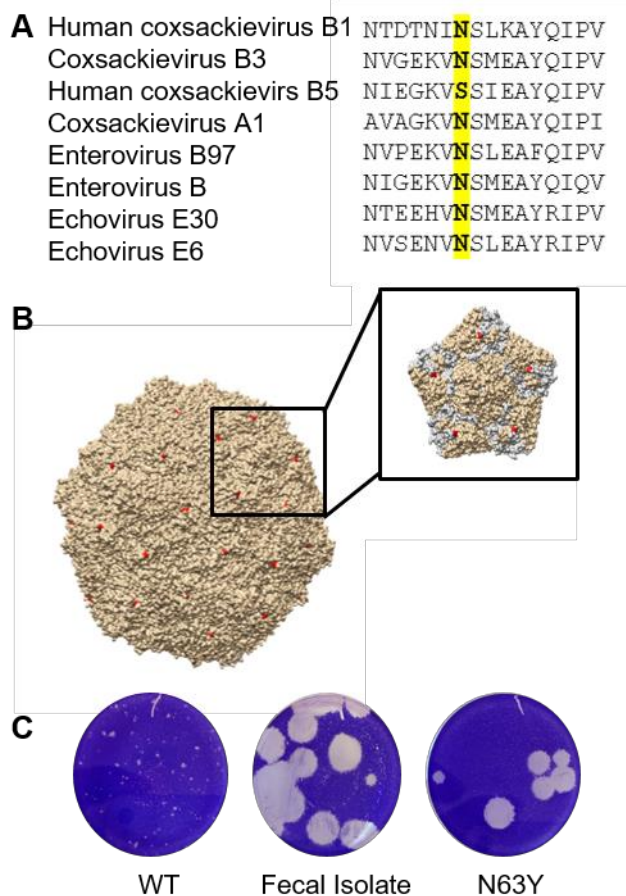 A
Human coxsackievirus B1 NTDTNINSLKAYQIPV
Coxsackievirus B3 NVGEKVNSMEAYQIPV
Human coxsackievirs B5 NIEGKVSSIEAYQIPV
Coxsackievirus A1 AVAGKVNSMEAYQIPI
Enterovirus B97 NVPEKVNSLEAFQIPV
Enterovirus B NIGEKVNSMEAYQIQV
Echovirus E30 NTEEHVNSMEAYRIPV
Echovirus E6 NVSENVNSLEAYRIPV
B
C
WT Fecal Isolate N63Y